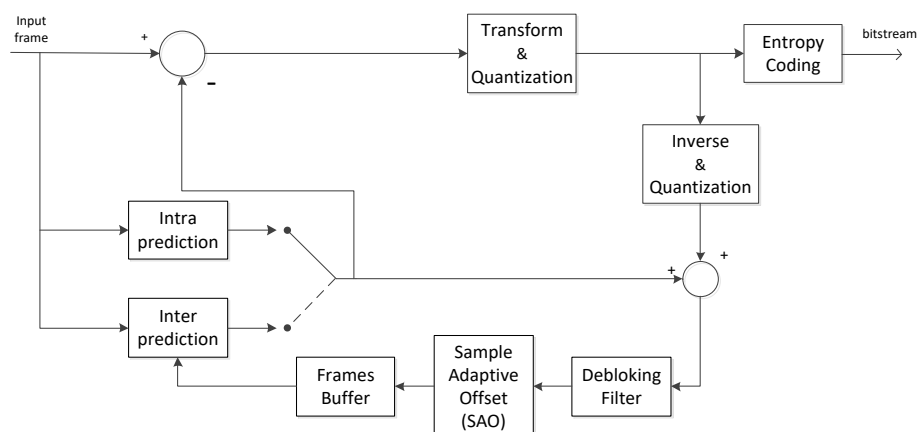 Input
frame
+
-
Transform
&
Quantization
Entropy
Coding
bitstream
Inverse
&
Quantization
Intra
prediction
+
+
Inter
prediction
Frames
Buffer
Sample
Adaptive
Offset
(SAO)
Debloking
Filter